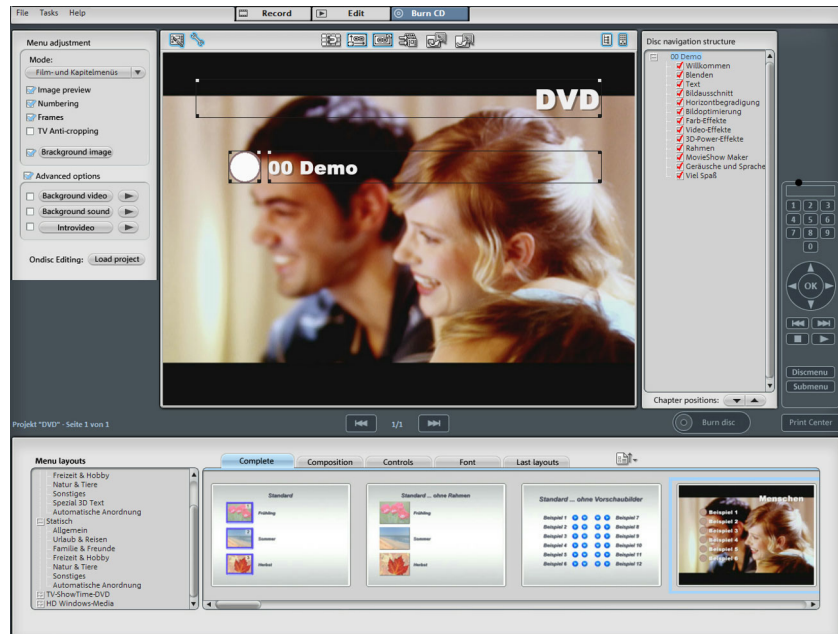 File Tasks Help
Record Edit Burn CD
Menu adjustment
Mode:
Film-und Kapitelmenüs
Image preview
Numbering
Frames
TV Anti-cropping
Brackground image
Advanced options
Background video
Background sound
Introvideo
Ondisc Editing: Load project
DVD
00 Demo
Disc navigation structure
00 Demo
Willkommen
Blenden
Text
Bildausschnitt
Horizontbegradigung
Bildoptimierung
Farb-Effekte
Video-Effekte
3D-Power-Effekte
Rahmen
MovieShow Maker
Geräusche und Sprache
Viel Spaß
Chapter positions:
1 2 3
4 5 6
7 8 9
0
OK
Discmenu
Submenu
Projekt "DVD" - Seite 1 von 1
1/1
Burn disc
Print Center
Menu layouts
Freizeit & Hobby
Natur & Tiere
Sonstiges
Spezial 3D Text
Automatische Anordnung
Statisch
Allgemein
Urlaub & Reisen
Familie & Freunde
Freizeit & Hobby
Natur & Tiere
Sonstiges
Automatische Anordnung
TV-ShowTime-DVD
HD Windows-Media
Complete Composition Controls Font Last layouts
Standard
Frühling
Sommer
Herbst
Standard ... ohne Rahmen
Frühling
Sommer
Herbst
Standard ... ohne Vorschaubilder
Beispiel 1 Beispiel 7
Beispiel 2 Beispiel 8
Beispiel 3 Beispiel 9
Beispiel 4 Beispiel 10
Beispiel 5 Beispiel 11
Beispiel 6 Beispiel 12
Menschen
Beispiel 1
Beispiel 2
Beispiel 3
Beispiel 4
Beispiel 5
Beispiel 6